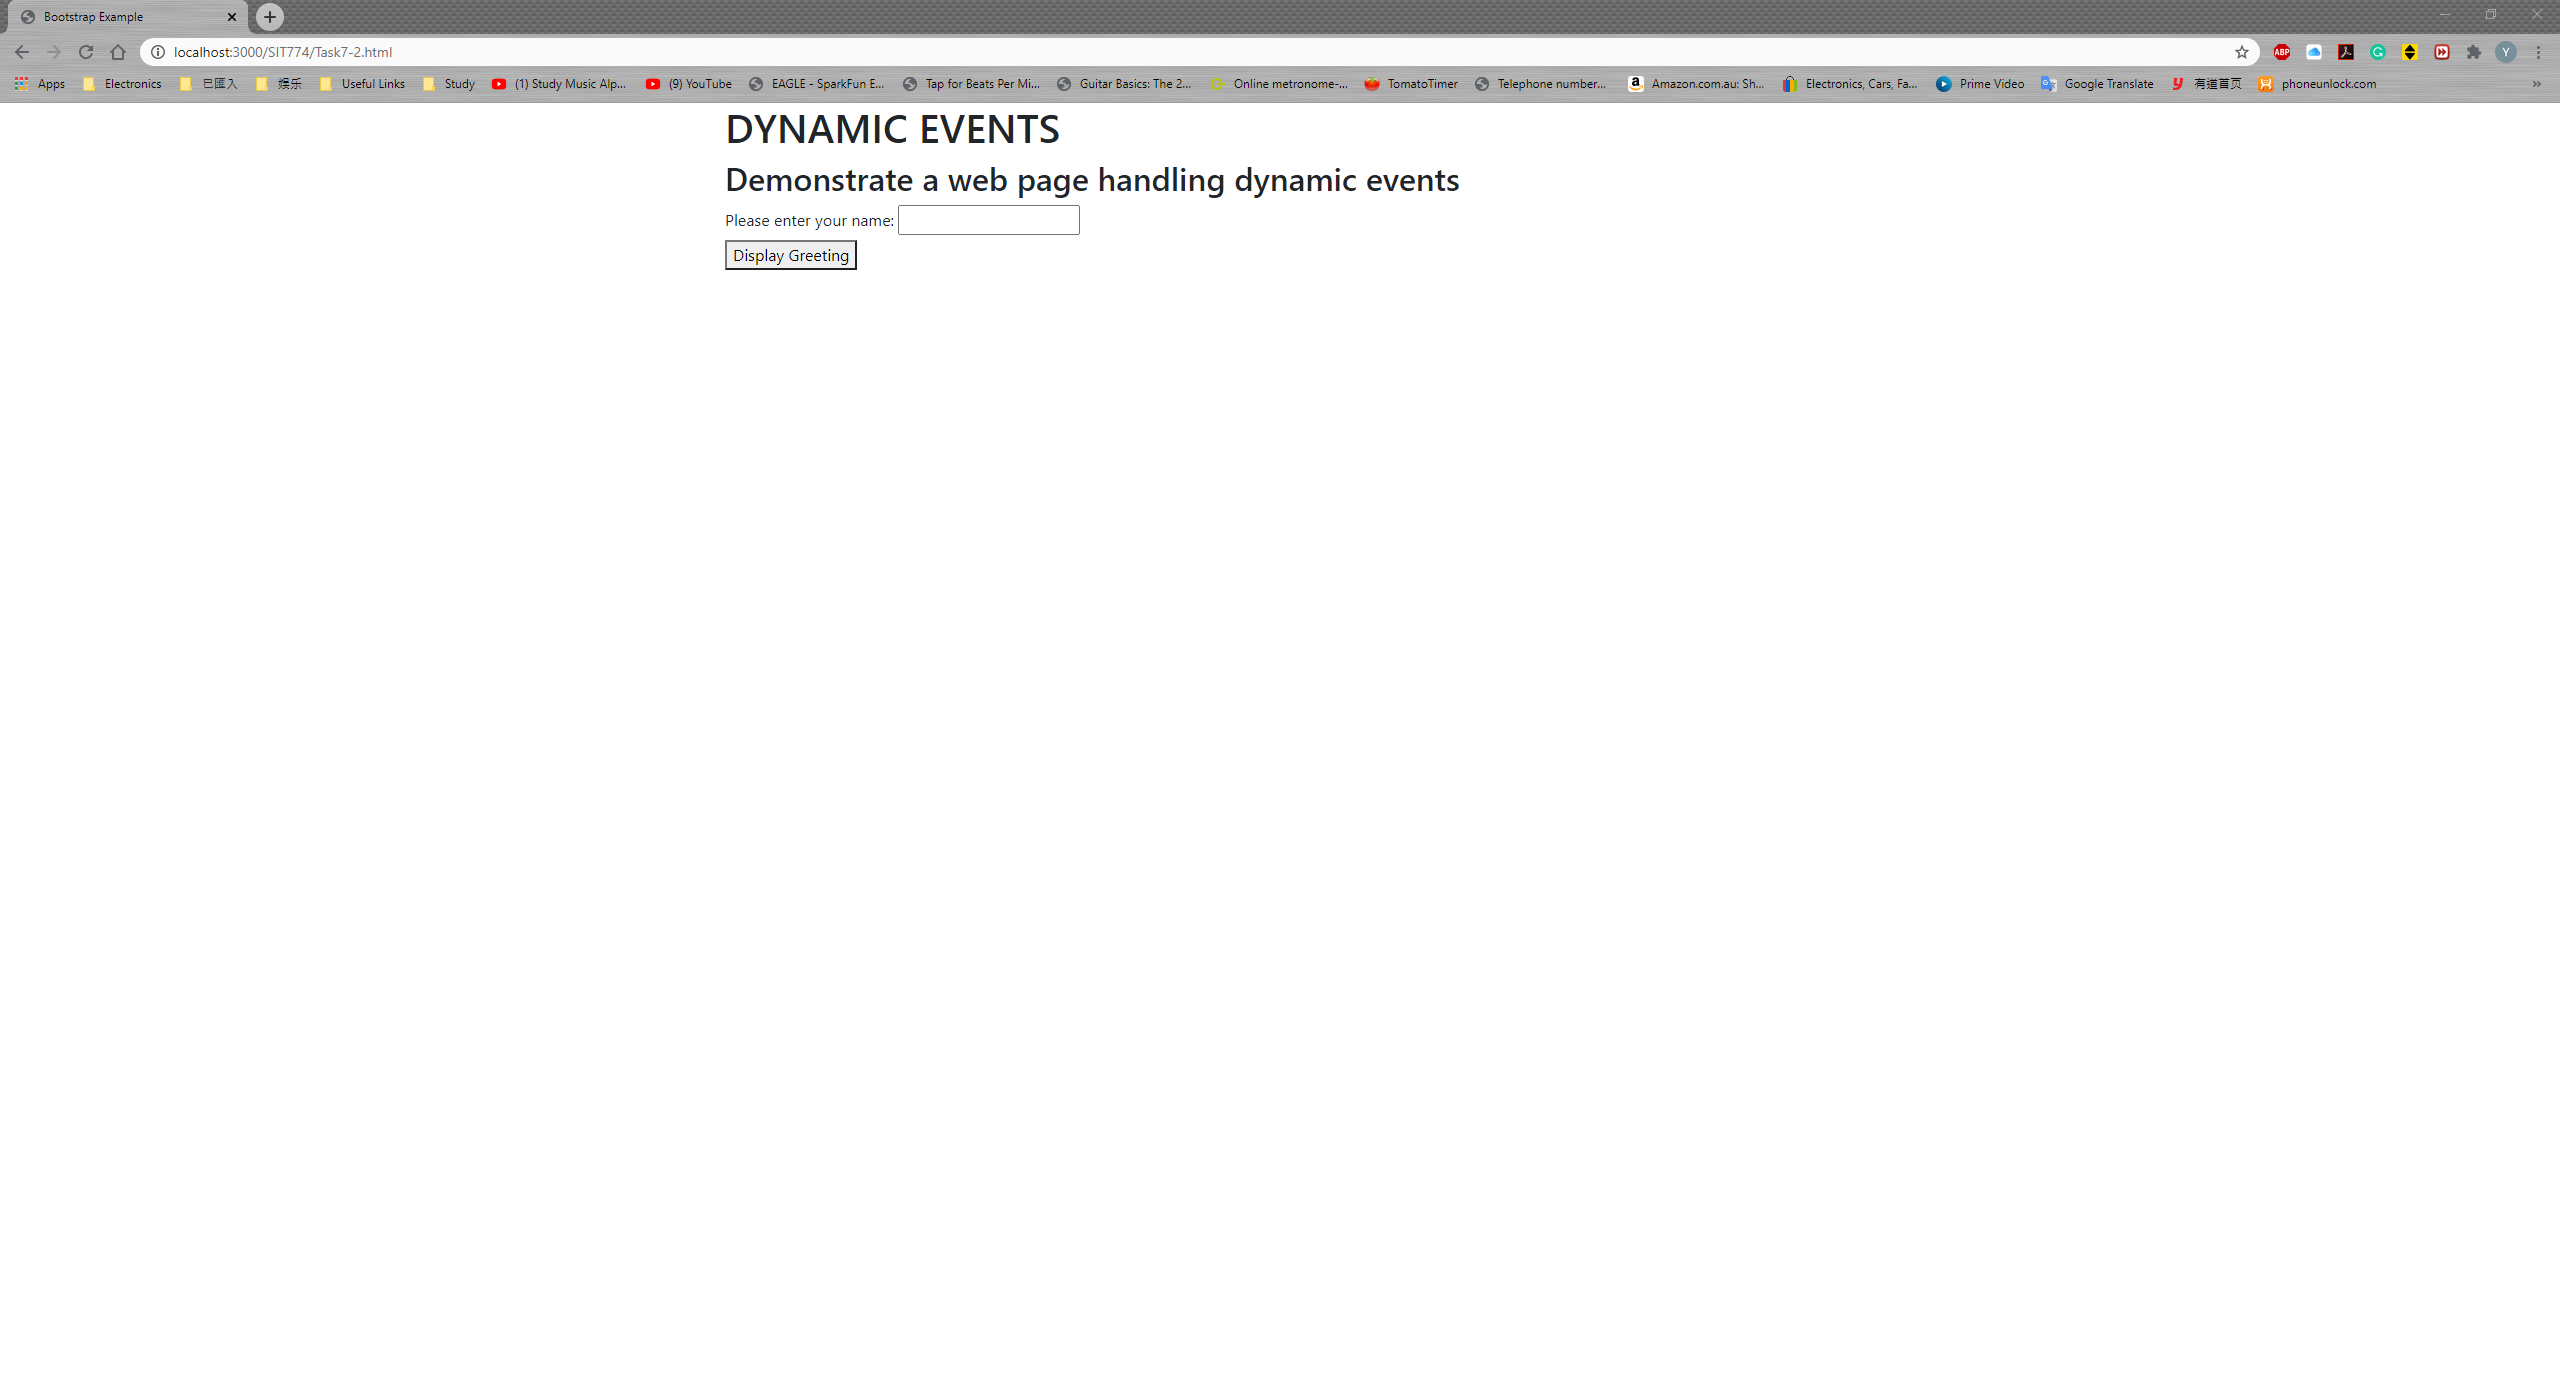 Bootstrap Example
localhost:3000/SIT774/Task7-2.html
ABP
Y
Apps Electronics 已匯入 娱乐 Useful Links Study (1) Study Music Alp... (9) YouTube EAGLE - SparkFun E... Tap for Beats Per Mi... Guitar Basics: The 2... Online metronome-... TomatoTimer Telephone number... Amazon.com.au: Sh... Electronics, Cars, Fa... Prime Video Google Translate 有道首页 phoneunlock.com »
DYNAMIC EVENTS
Demonstrate a web page handling dynamic events
Please enter your name:
Display Greeting